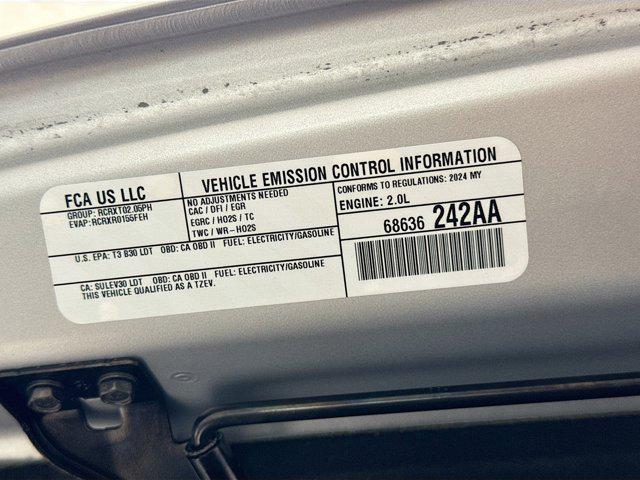 FCA US LLC
GROUP: RCRXT02.05PH
EVAP: RCRXR0155FEH
VEHICLE EMISSION CONTROL INFORMATION
NO ADJUSTMENTS NEEDED
CAC / DFI / EGR
EGRC / HO2S / TC
TWC / WR-HO2S
CONFORMS TO REGULATIONS: 2024 MY
ENGINE: 2.0L
68636 242AA
U.S. EPA: T3 B30 LDT OBD: CA OBD II FUEL: ELECTRICITY/GASOLINE
CA: SULEV30 LDT OBD: CA OBD II FUEL: ELECTRICITY/GASOLINE
THIS VEHICLE QUALIFIED AS A TZEV.